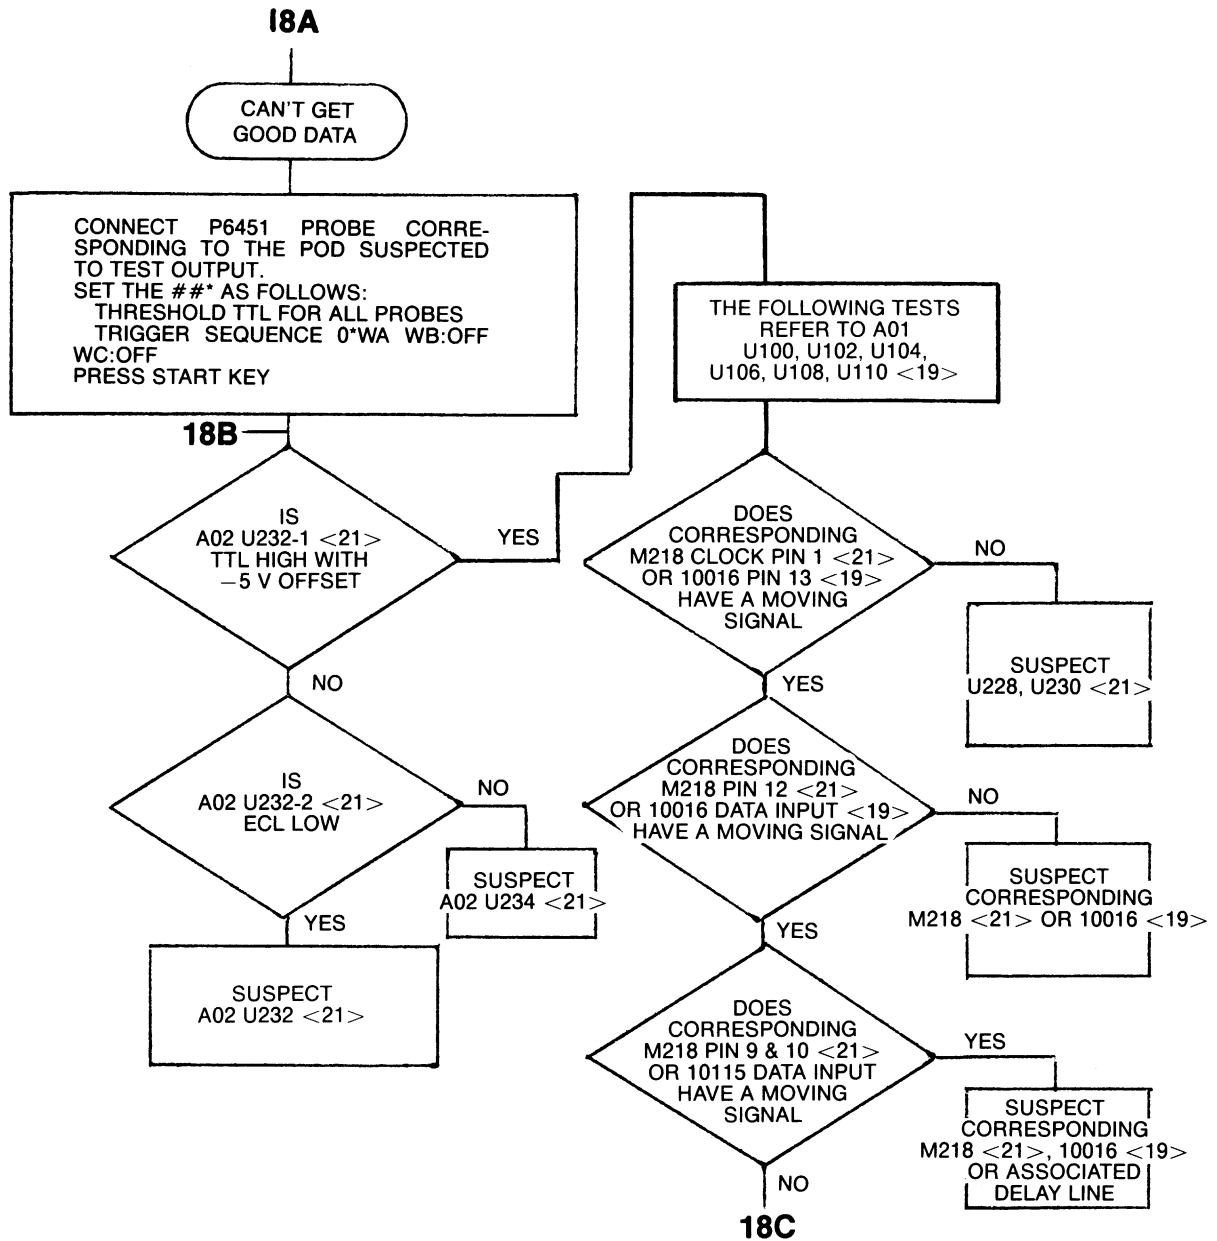 18A
CAN'T GET
GOOD DATA
CONNECT P6451 PROBE CORRE-
SPONDING TO THE POD SUSPECTED
TO TEST OUTPUT.
SET THE ##* AS FOLLOWS:
THRESHOLD TTL FOR ALL PROBES
TRIGGER SEQUENCE 0*WA WB:OFF
WC:OFF
PRESS START KEY
18B
IS
A02 U232-1 <21>
TTL HIGH WITH
−5 V OFFSET
YES
NO
IS
A02 U232-2 <21>
ECL LOW
NO
SUSPECT
A02 U234 <21>
YES
SUSPECT
A02 U232 <21>
THE FOLLOWING TESTS
REFER TO A01
U100, U102, U104,
U106, U108, U110 <19>
DOES
CORRESPONDING
M218 CLOCK PIN 1 <21>
OR 10016 PIN 13 <19>
HAVE A MOVING
SIGNAL
NO
SUSPECT
U228, U230 <21>
YES
DOES
CORRESPONDING
M218 PIN 12 <21>
OR 10016 DATA INPUT <19>
HAVE A MOVING SIGNAL
NO
SUSPECT
CORRESPONDING
M218 <21> OR 10016 <19>
YES
DOES
CORRESPONDING
M218 PIN 9 & 10 <21>
OR 10115 DATA INPUT
HAVE A MOVING
SIGNAL
YES
SUSPECT
CORRESPONDING
M218 <21>, 10016 <19>
OR ASSOCIATED
DELAY LINE
NO
18C